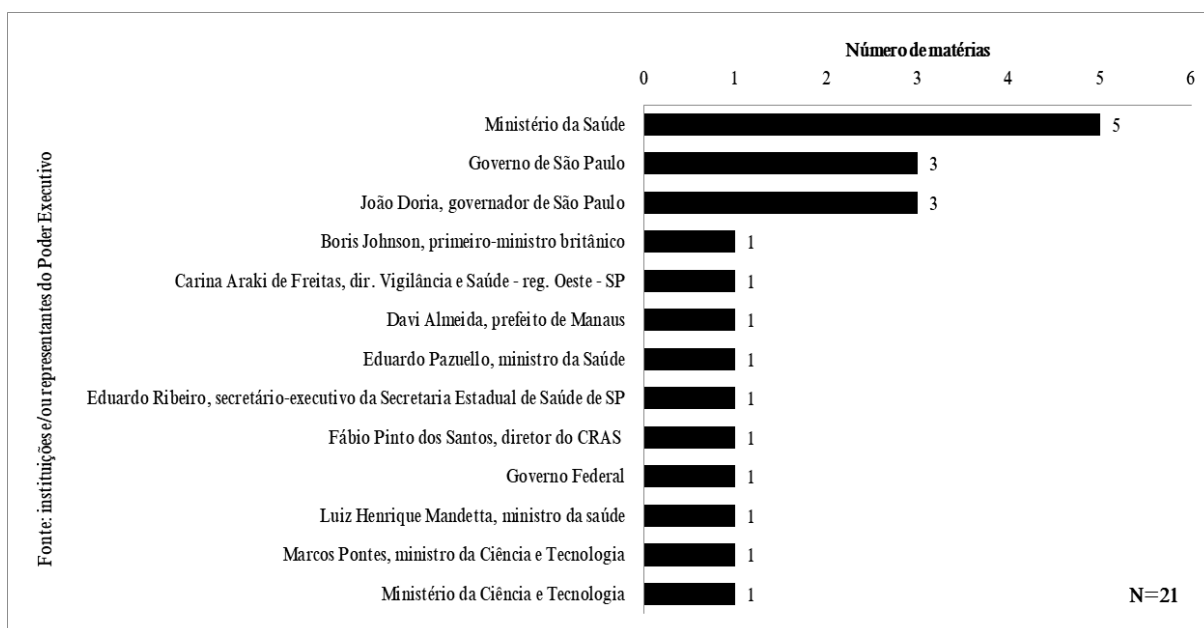 Número de matérias
0 1 2 3 4 5 6
Ministério da Saúde 5
Governo de São Paulo 3
João Doria, governador de São Paulo 3
Boris Johnson, primeiro-ministro britânico 1
Carina Araki de Freitas, dir. Vigilância e Saúde - reg. Oeste - SP 1
Davi Almeida, prefeito de Manaus 1
Eduardo Pazuello, ministro da Saúde 1
Eduardo Ribeiro, secretário-executivo da Secretaria Estadual de Saúde de SP 1
Fábio Pinto dos Santos, diretor do CRAS 1
Governo Federal 1
Luiz Henrique Mandetta, ministro da saúde 1
Marcos Pontes, ministro da Ciência e Tecnologia 1
Ministério da Ciência e Tecnologia 1
Fonte: instituições e/ou representantes do Poder Executivo
N=21